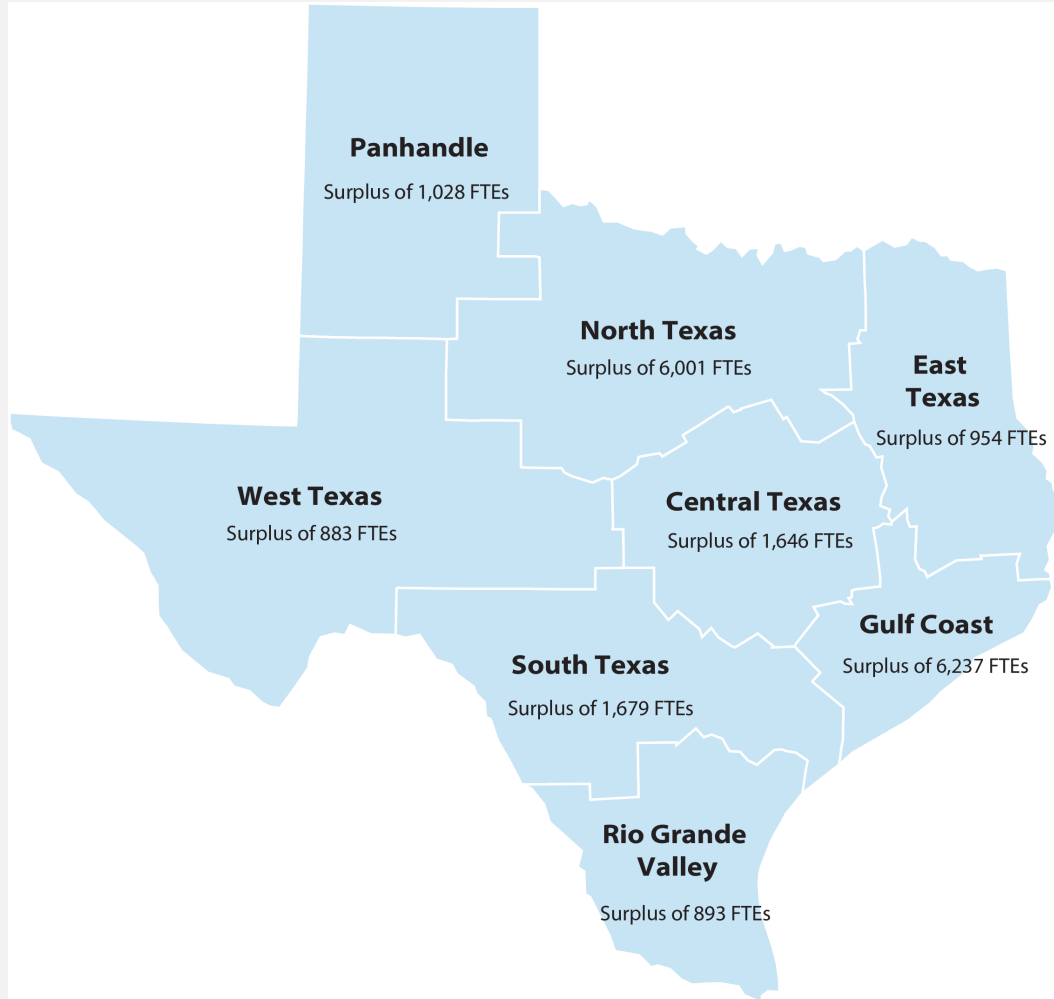 Panhandle
Surplus of 1,028 FTEs
North Texas
Surplus of 6,001 FTEs
East
Texas
Surplus of 954 FTEs
West Texas
Surplus of 883 FTEs
Central Texas
Surplus of 1,646 FTEs
Gulf Coast
Surplus of 6,237 FTEs
South Texas
Surplus of 1,679 FTEs
Rio Grande
Valley
Surplus of 893 FTEs